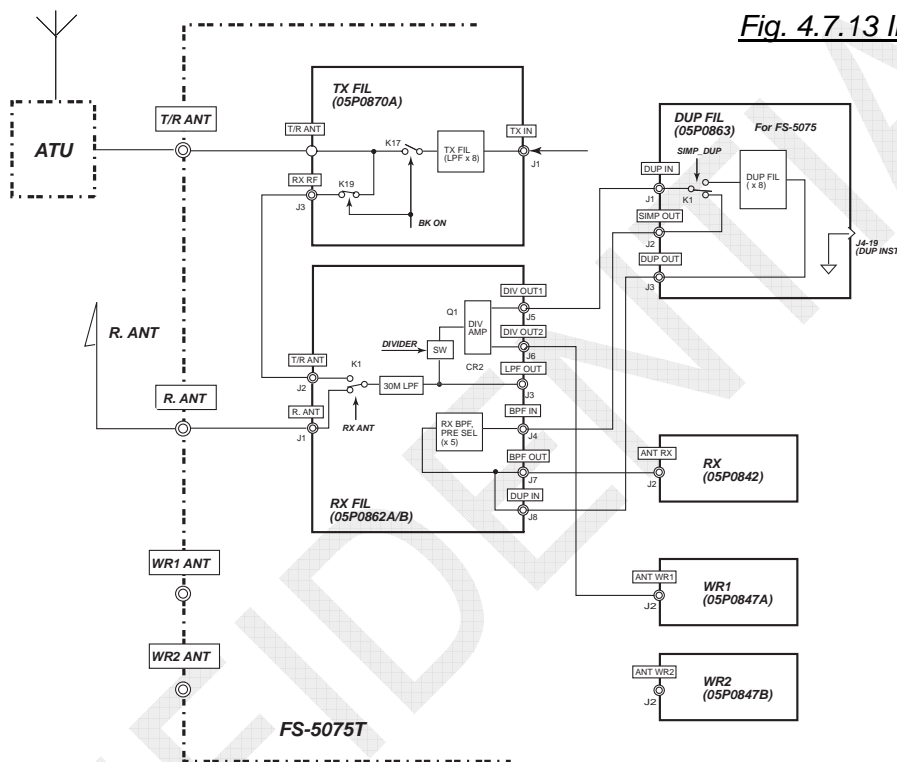 Fig. 4.7.13
TX FIL
(05P0870A)
T/R ANT
T/R ANT
K17
TX FIL
(LPF x 8)
TX IN
J1
ATU
RX RF
K19
J3
BK ON
DUP FIL
(05P0863)
For FS-5075
SIMP_DUP
DUP IN
J1
K1
DUP FIL
( x 8)
SIMP OUT
J2
DUP OUT
J3
J4-19
(DUP INST
R. ANT
DIV OUT1
Q1
DIV
AMP
J5
DIV OUT2
DIVIDER
SW
J6
CR2
T/R ANT
K1
J2
30M LPF
LPF OUT
J3
R. ANT
R. ANT
J1
RX ANT
RX BPF,
PRE SEL
(x 5)
BPF IN
J4
BPF OUT
J7
DUP IN
J8
RX FIL
(05P0862A/B)
ANT RX
J2
RX
(05P0842)
WR1 ANT
ANT WR1
J2
WR1
(05P0847A)
WR2 ANT
ANT WR2
J2
WR2
(05P0847B)
FS-5075T